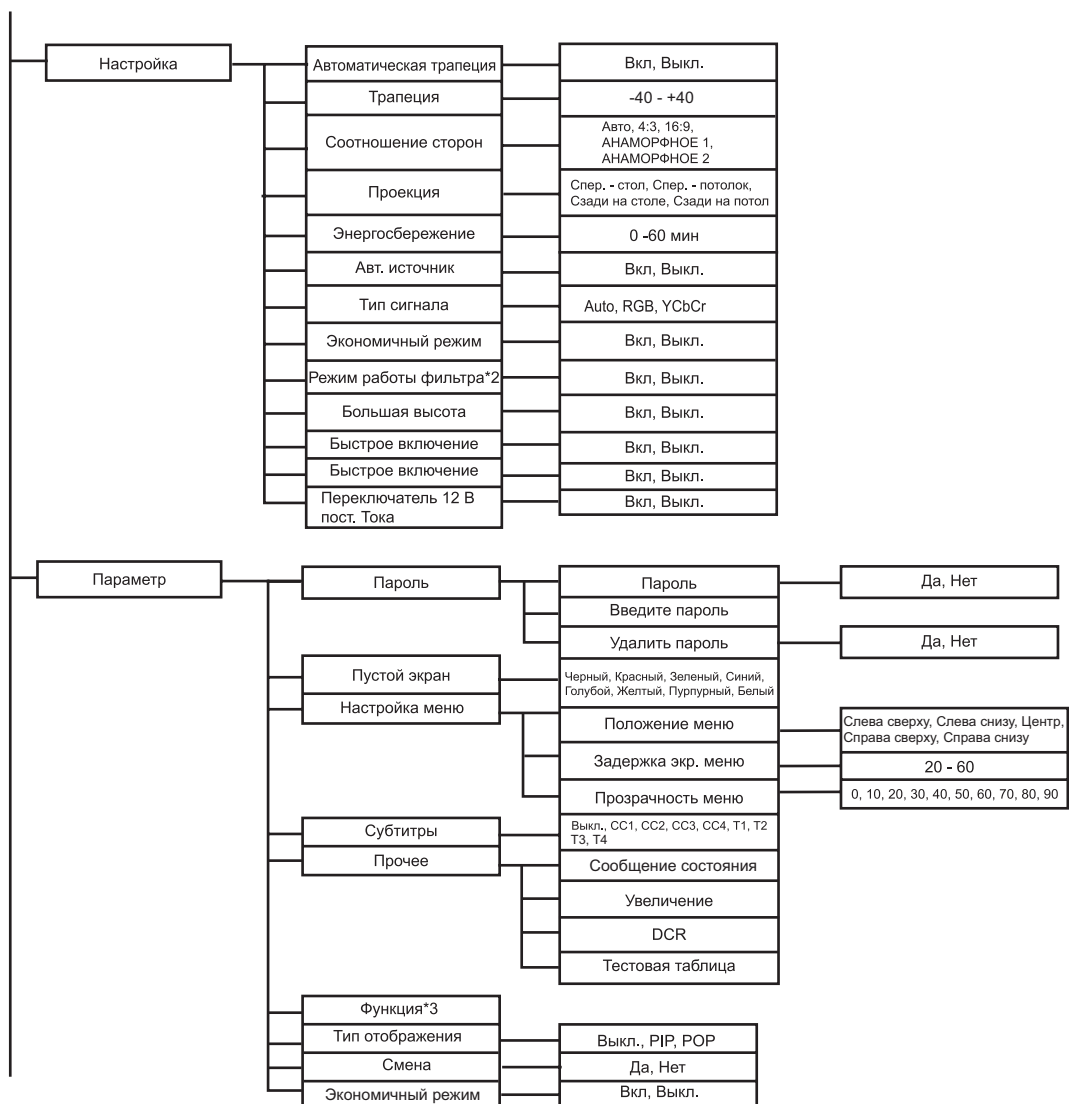 Настройка
Автоматическая трапеция
Вкл, Выкл.
Трапеция
-40 - +40
Соотношение сторон
Авто, 4:3, 16:9,
АНАМОРФНОЕ 1,
АНАМОРФНОЕ 2
Проекция
Спер. - стол, Спер. - потолок,
Сзади на столе, Сзади на потол
Энергосбережение
0 -60 мин
Авт. источник
Вкл, Выкл.
Тип сигнала
Auto, RGB, YCbCr
Экономичный режим
Вкл, Выкл.
Режим работы фильтра*2
Вкл, Выкл.
Большая высота
Вкл, Выкл.
Быстрое включение
Вкл, Выкл.
Быстрое включение
Вкл, Выкл.
Переключатель 12 В
пост. Тока
Вкл, Выкл.
Параметр
Пароль
Пароль
Да, Нет
Введите пароль
Удалить пароль
Да, Нет
Пустой экран
Черный, Красный, Зеленый, Синий,
Голубой, Желтый, Пурпурный, Белый
Настройка меню
Положение меню
Слева сверху, Слева снизу, Центр,
Справа сверху, Справа снизу
Задержка экр. меню
20 - 60
Прозрачность меню
0, 10, 20, 30, 40, 50, 60, 70, 80, 90
Субтитры
Выкл., CC1, CC2, CC3, CC4, T1, T2
T3, T4
Прочее
Сообщение состояния
Увеличение
DCR
Тестовая таблица
Функция*3
Тип отображения
Выкл., PIP, POP
Смена
Да, Нет
Экономичный режим
Вкл, Выкл.